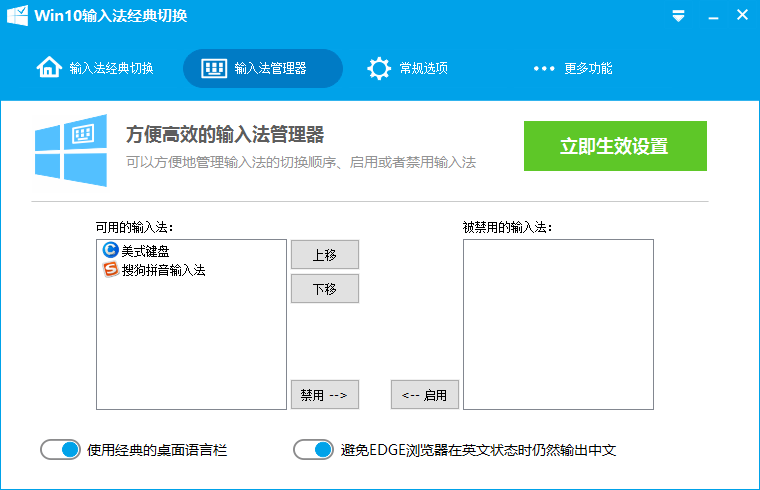 Win10输入法经典切换
输入法经典切换 输入法管理器 常规选项 更多功能
方便高效的输入法管理器
可以方便地管理输入法的切换顺序、启用或者禁用输入法
立即生效设置
可用的输入法:
被禁用的输入法:
美式键盘
搜狗拼音输入法
上移
下移
禁用 -->
<-- 启用
使用经典的桌面语言栏
避免EDGE浏览器在英文状态时仍然输出中文